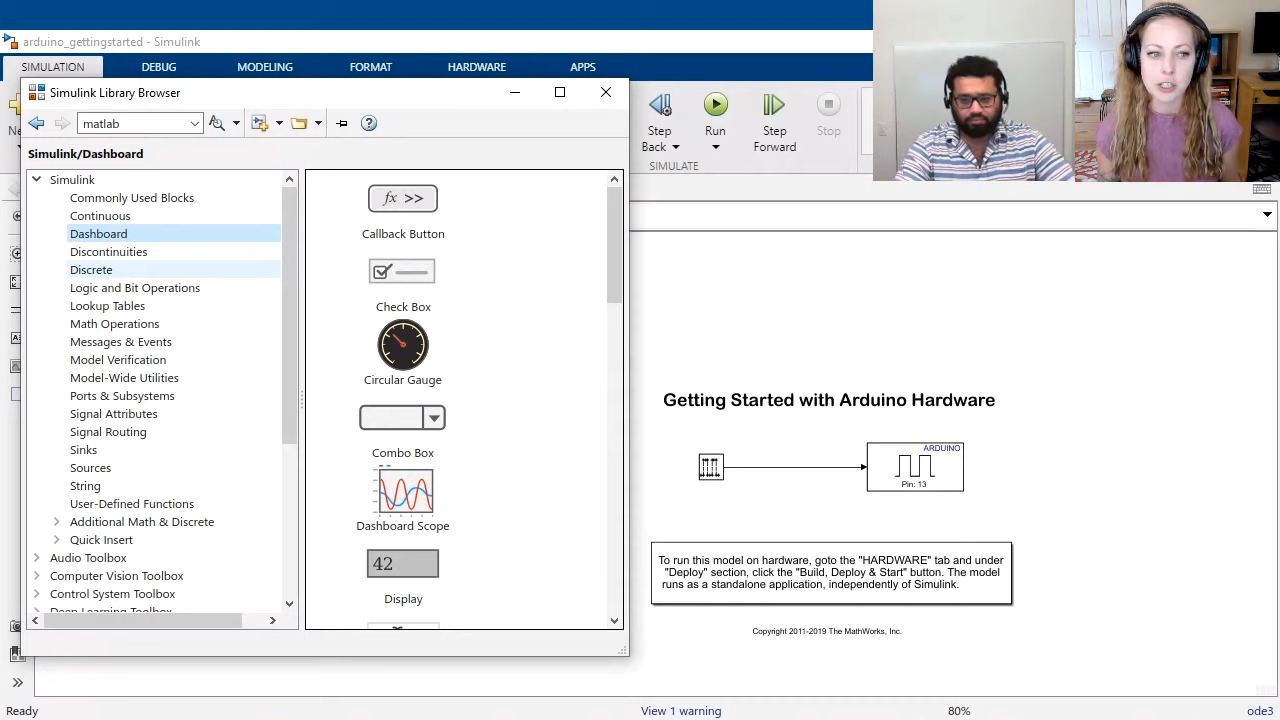 arduino_gettingstarted - Simulink
SIMULATION DEBUG MODELING FORMAT HARDWARE APPS
Simulink Library Browser
matlab
Simulink/Dashboard
Simulink
Commonly Used Blocks
Continuous
Dashboard
Discontinuities
Discrete
Logic and Bit Operations
Lookup Tables
Math Operations
Messages & Events
Model Verification
Model-Wide Utilities
Ports & Subsystems
Signal Attributes
Signal Routing
Sinks
Sources
String
User-Defined Functions
Additional Math & Discrete
Quick Insert
Audio Toolbox
Computer Vision Toolbox
Control System Toolbox
Deep Learning Toolbox
fx >>
Callback Button
Check Box
Circular Gauge
Combo Box
Dashboard Scope
42
Display
Step Back
Run
Step Forward
Stop
SIMULATE
Getting Started with Arduino Hardware
ARDUINO
Pin: 13
To run this model on hardware, goto the "HARDWARE" tab and under
"Deploy" section, click the "Build, Deploy & Start" button. The model
runs as a standalone application, independently of Simulink.
Copyright 2011-2019 The MathWorks, Inc.
Ready View 1 warning 80% ode3